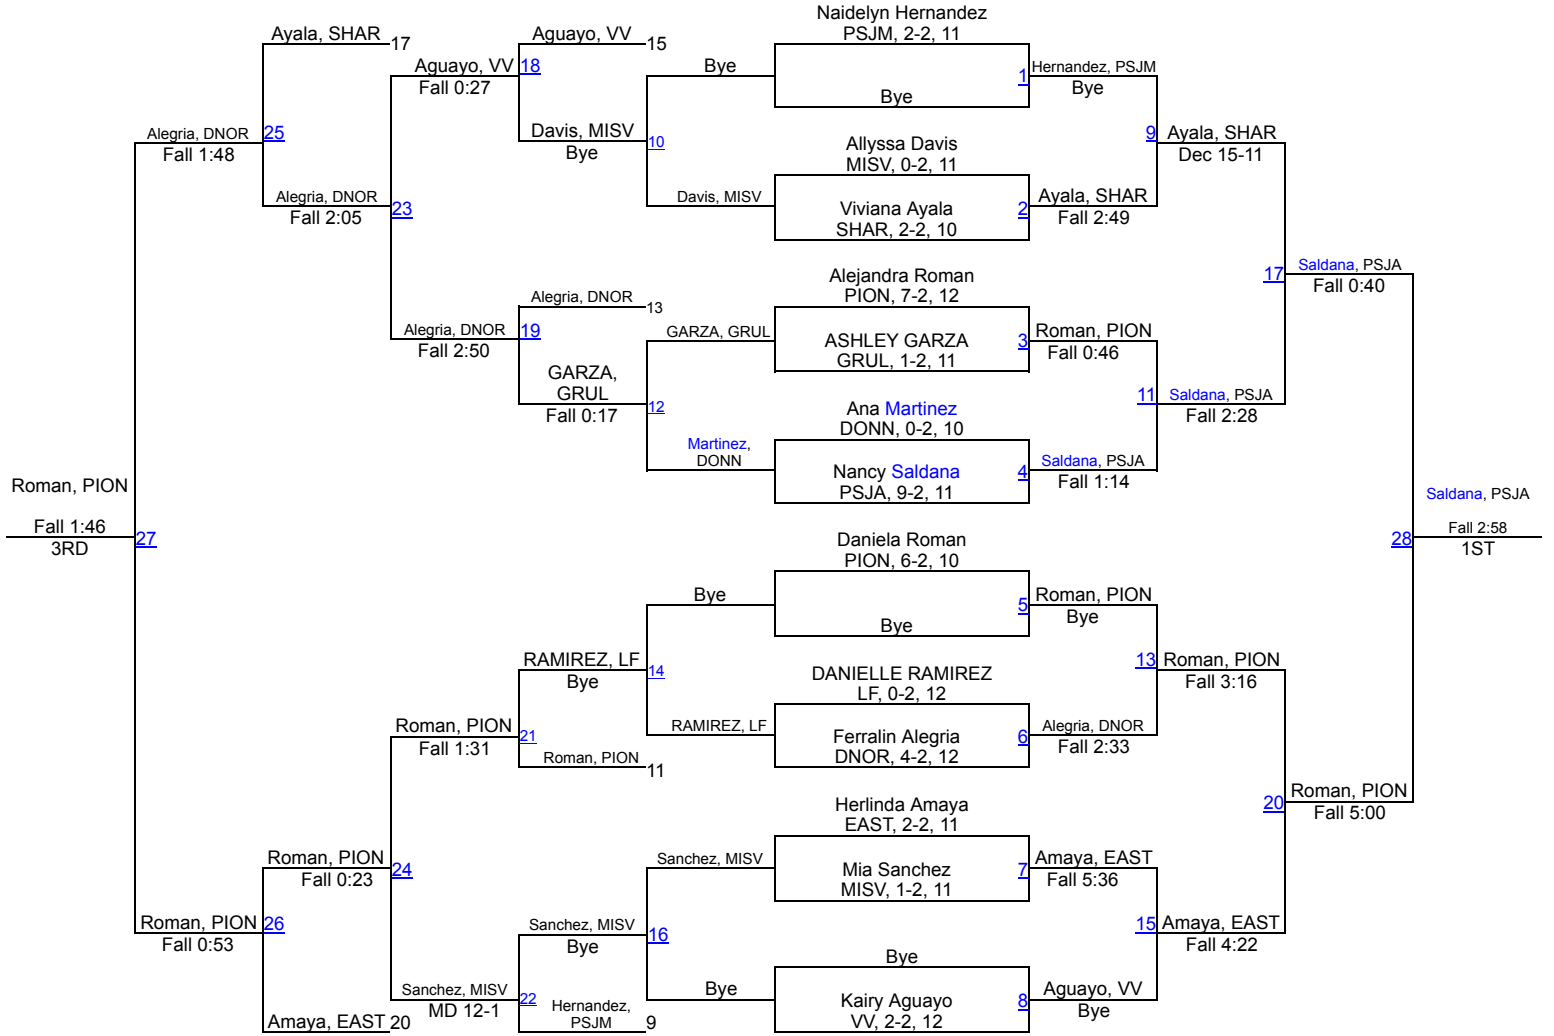 Naidelyn Hernandez
PSJM, 2-2, 11
Ayala, SHAR 17
Aguayo, VV 15
Aguayo, VV 18
Fall 0:27
Bye
1 Hernandez, PSJM
Bye
Bye
Alegria, DNOR 25
Fall 1:48
Davis, MISV 10
Bye
Allyssa Davis
MISV, 0-2, 11
9 Ayala, SHAR
Dec 15-11
Alegria, DNOR 23
Fall 2:05
Davis, MISV
Viviana Ayala
SHAR, 2-2, 10
2 Ayala, SHAR
Fall 2:49
17 Saldana, PSJA
Fall 0:40
Alejandra Roman
PION, 7-2, 12
Alegria, DNOR 13
Alegria, DNOR 19
Fall 2:50
GARZA, GRUL
ASHLEY GARZA
GRUL, 1-2, 11
3 Roman, PION
Fall 0:46
GARZA,
GRUL 12
Fall 0:17
Ana Martinez
DONN, 0-2, 10
11 Saldana, PSJA
Fall 2:28
Martinez,
DONN
Nancy Saldana
PSJA, 9-2, 11
4 Saldana, PSJA
Fall 1:14
Roman, PION
Fall 1:46 27
3RD
Saldana, PSJA
28 Fall 2:58
1ST
Daniela Roman
PION, 6-2, 10
Bye
5 Roman, PION
Bye
Bye
RAMIREZ, LF 14
Bye
DANIELLE RAMIREZ
LF, 0-2, 12
13 Roman, PION
Fall 3:16
Roman, PION 21
Fall 1:31
RAMIREZ, LF
Ferralin Alegria
DNOR, 4-2, 12
6 Alegria, DNOR
Fall 2:33
Roman, PION 11
20 Roman, PION
Fall 5:00
Herlinda Amaya
EAST, 2-2, 11
Roman, PION 24
Fall 0:23
Sanchez, MISV
Mia Sanchez
MISV, 1-2, 11
7 Amaya, EAST
Fall 5:36
Roman, PION 26
Fall 0:53
Sanchez, MISV 16
Bye
15 Amaya, EAST
Fall 4:22
Bye
Sanchez, MISV 22
MD 12-1
Bye
Kairy Aguayo
VV, 2-2, 12
8 Aguayo, VV
Bye
Hernandez,
PSJM 9
Amaya, EAST 20